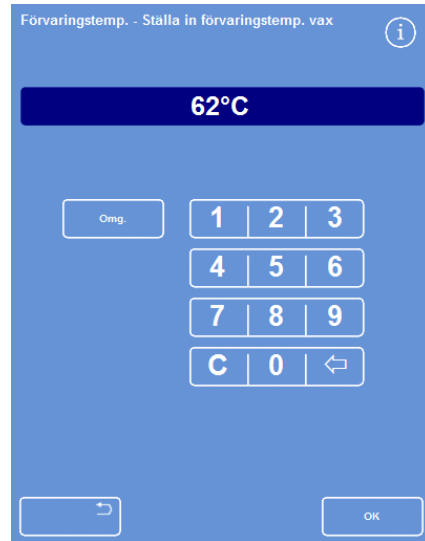 Förvaringstemp. - Ställa in förvaringstemp. vax
i
62°C
Omg.
1 2 3
4 5 6
7 8 9
C 0
OK